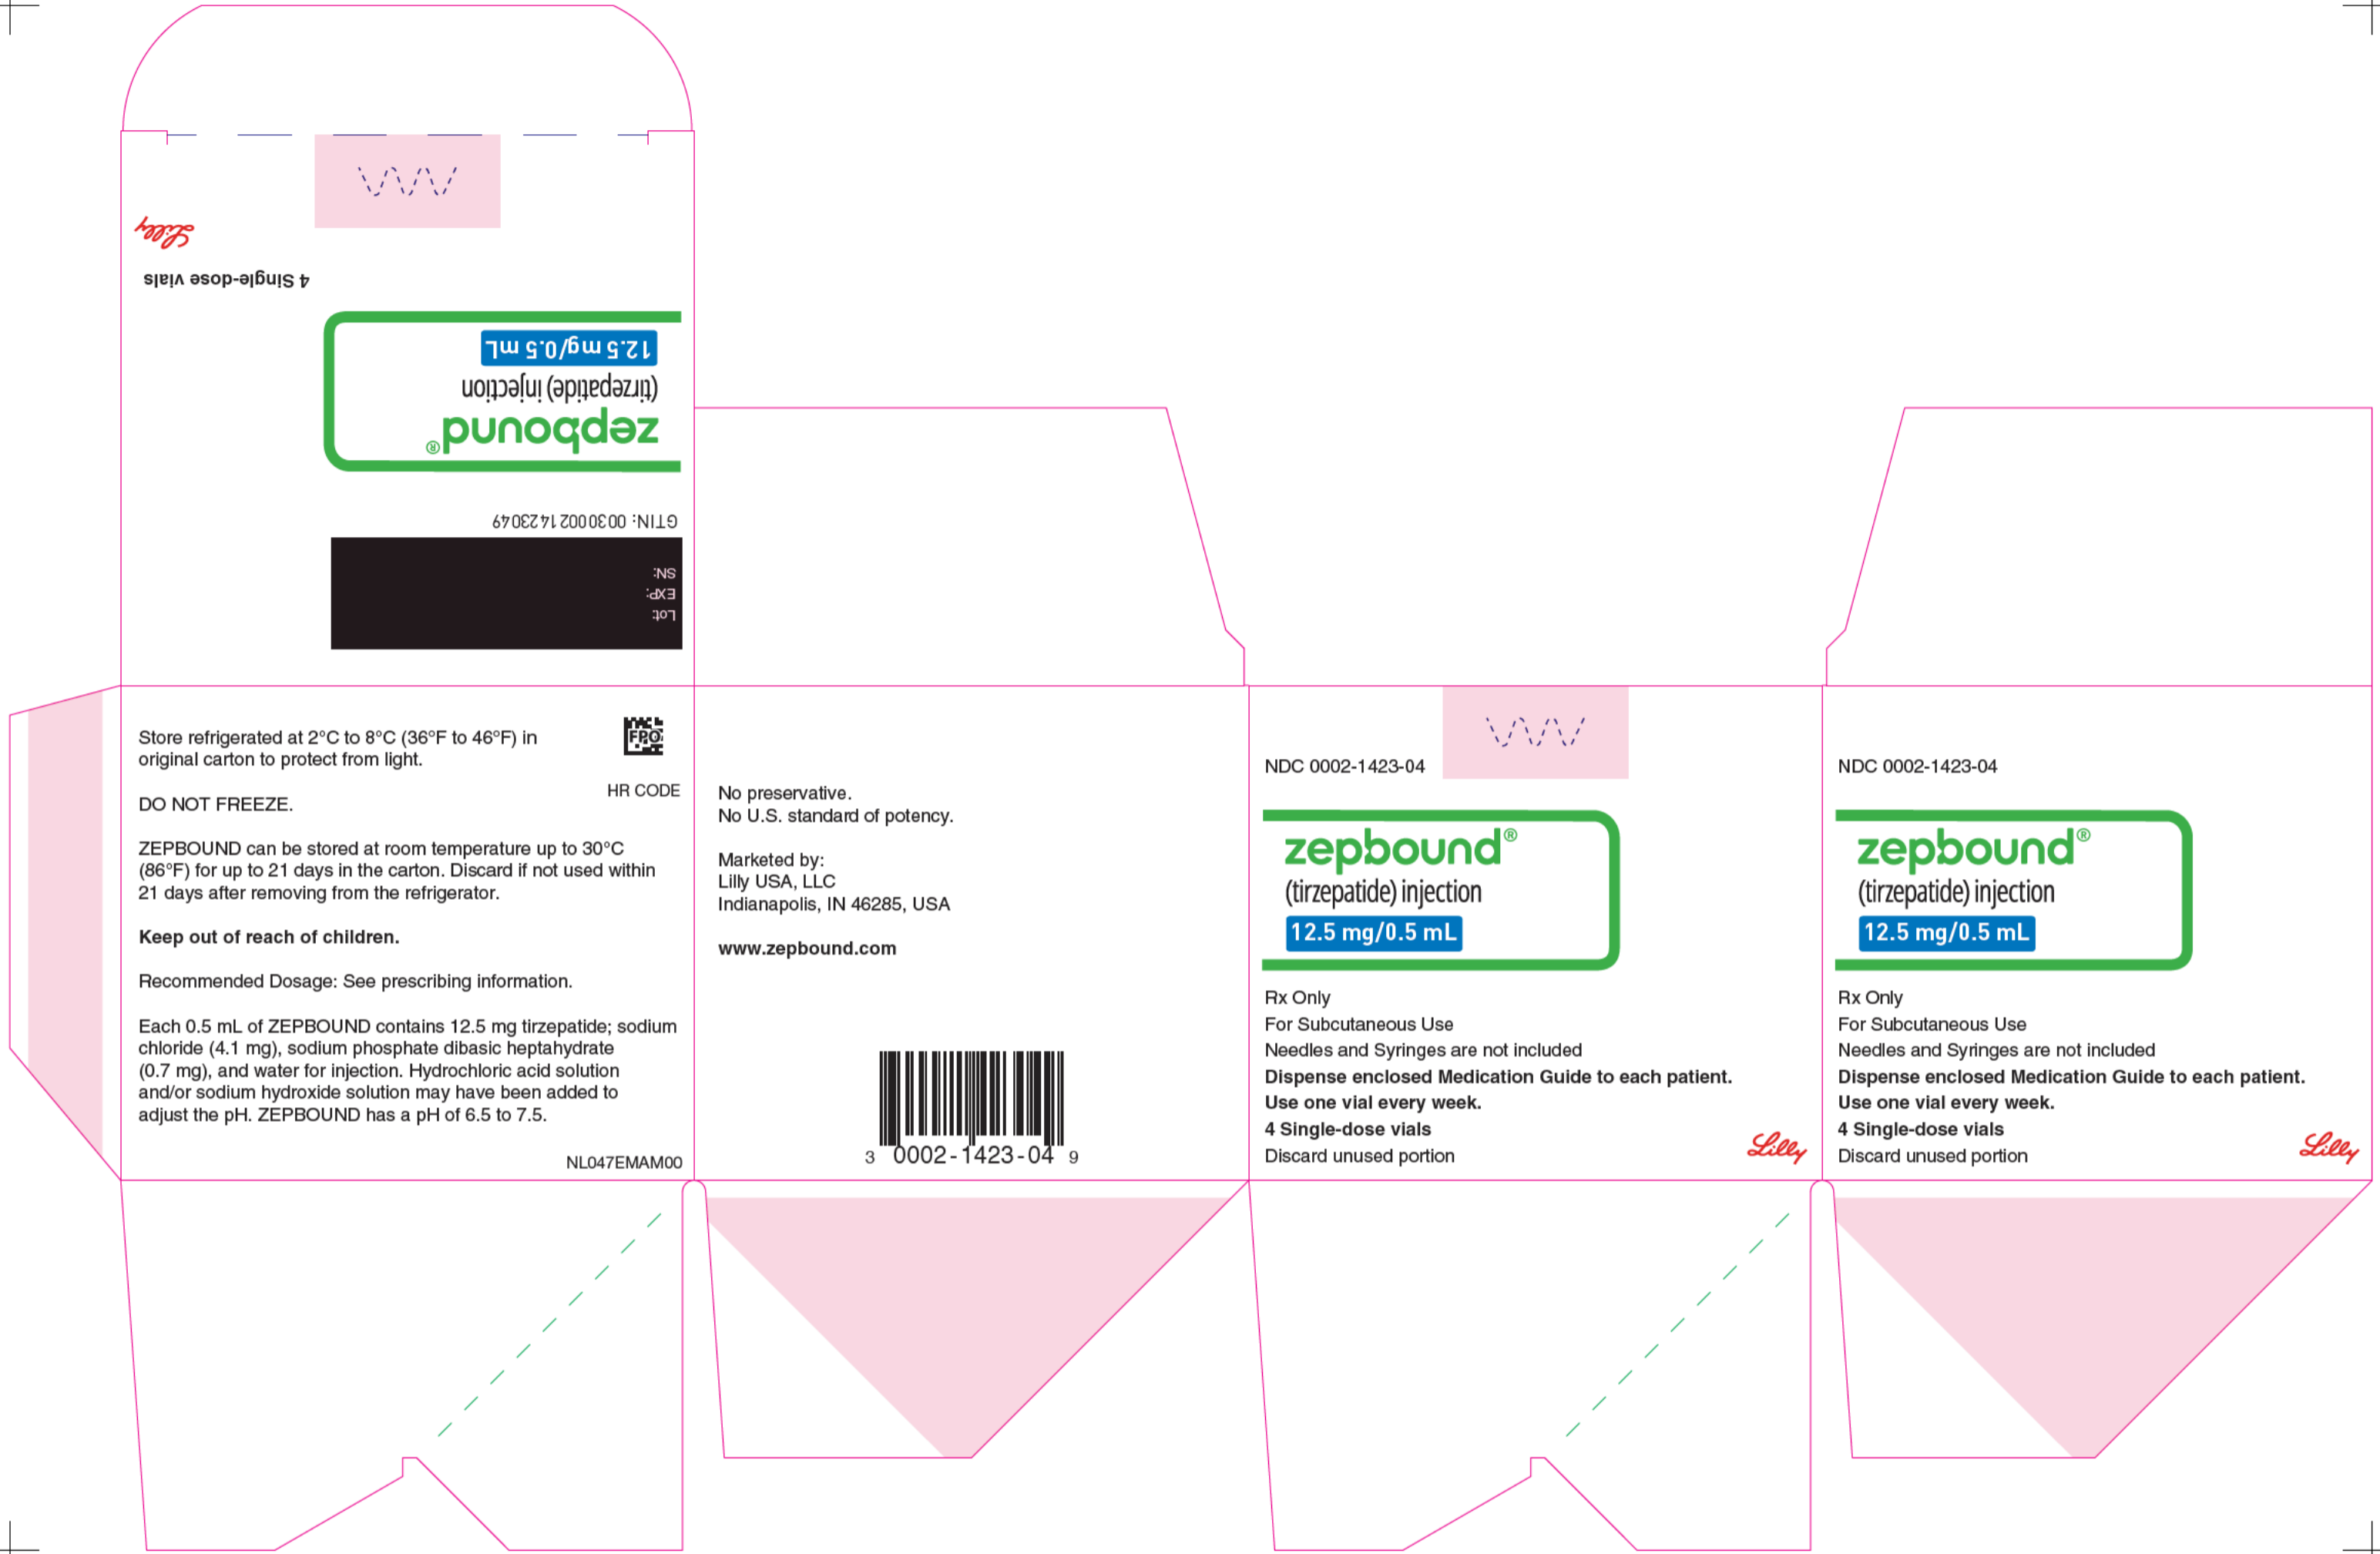 Lilly
4 Single-dose vials
zepbound®
(tirzepatide) injection
12.5 mg/0.5 mL
GTIN: 00300021423049
Lot:
EXP:
SN:
Store refrigerated at 2°C to 8°C (36°F to 46°F) in
original carton to protect from light.
DO NOT FREEZE.
ZEPBOUND can be stored at room temperature up to 30°C
(86°F) for up to 21 days in the carton. Discard if not used within
21 days after removing from the refrigerator.
Keep out of reach of children.
Recommended Dosage: See prescribing information.
Each 0.5 mL of ZEPBOUND contains 12.5 mg tirzepatide; sodium
chloride (4.1 mg), sodium phosphate dibasic heptahydrate
(0.7 mg), and water for injection. Hydrochloric acid solution
and/or sodium hydroxide solution may have been added to
adjust the pH. ZEPBOUND has a pH of 6.5 to 7.5.
FPO
HR CODE
NL047EMAM00
No preservative.
No U.S. standard of potency.
Marketed by:
Lilly USA, LLC
Indianapolis, IN 46285, USA
www.zepbound.com
3 0002-1423-04 9
NDC 0002-1423-04
zepbound®
(tirzepatide) injection
12.5 mg/0.5 mL
Rx Only
For Subcutaneous Use
Needles and Syringes are not included
Dispense enclosed Medication Guide to each patient.
Use one vial every week.
4 Single-dose vials
Discard unused portion
Lilly
NDC 0002-1423-04
zepbound®
(tirzepatide) injection
12.5 mg/0.5 mL
Rx Only
For Subcutaneous Use
Needles and Syringes are not included
Dispense enclosed Medication Guide to each patient.
Use one vial every week.
4 Single-dose vials
Discard unused portion
Lilly